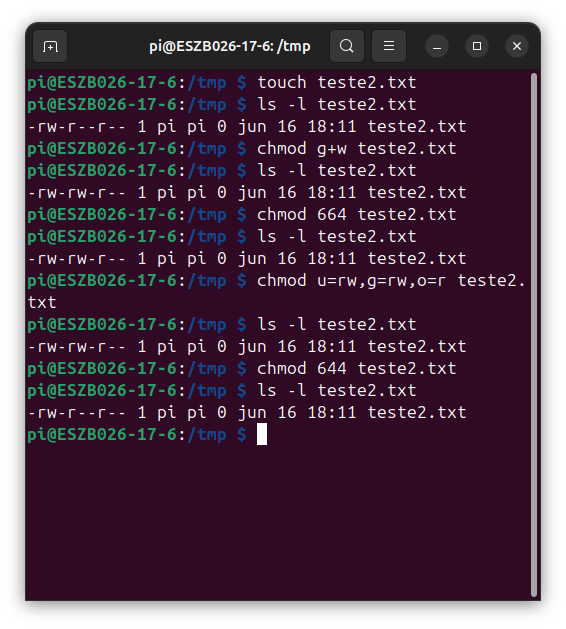 pi@ESZB026-17-6: /tmp
pi@ESZB026-17-6:/tmp $ touch teste2.txt
pi@ESZB026-17-6:/tmp $ ls -l teste2.txt
-rw-r--r-- 1 pi pi 0 jun 16 18:11 teste2.txt
pi@ESZB026-17-6:/tmp $ chmod g+w teste2.txt
pi@ESZB026-17-6:/tmp $ ls -l teste2.txt
-rw-rw-r-- 1 pi pi 0 jun 16 18:11 teste2.txt
pi@ESZB026-17-6:/tmp $ chmod 664 teste2.txt
pi@ESZB026-17-6:/tmp $ ls -l teste2.txt
-rw-rw-r-- 1 pi pi 0 jun 16 18:11 teste2.txt
pi@ESZB026-17-6:/tmp $ chmod u=rw,g=rw,o=r teste2.
txt
pi@ESZB026-17-6:/tmp $ ls -l teste2.txt
-rw-rw-r-- 1 pi pi 0 jun 16 18:11 teste2.txt
pi@ESZB026-17-6:/tmp $ chmod 644 teste2.txt
pi@ESZB026-17-6:/tmp $ ls -l teste2.txt
-rw-r--r-- 1 pi pi 0 jun 16 18:11 teste2.txt
pi@ESZB026-17-6:/tmp $